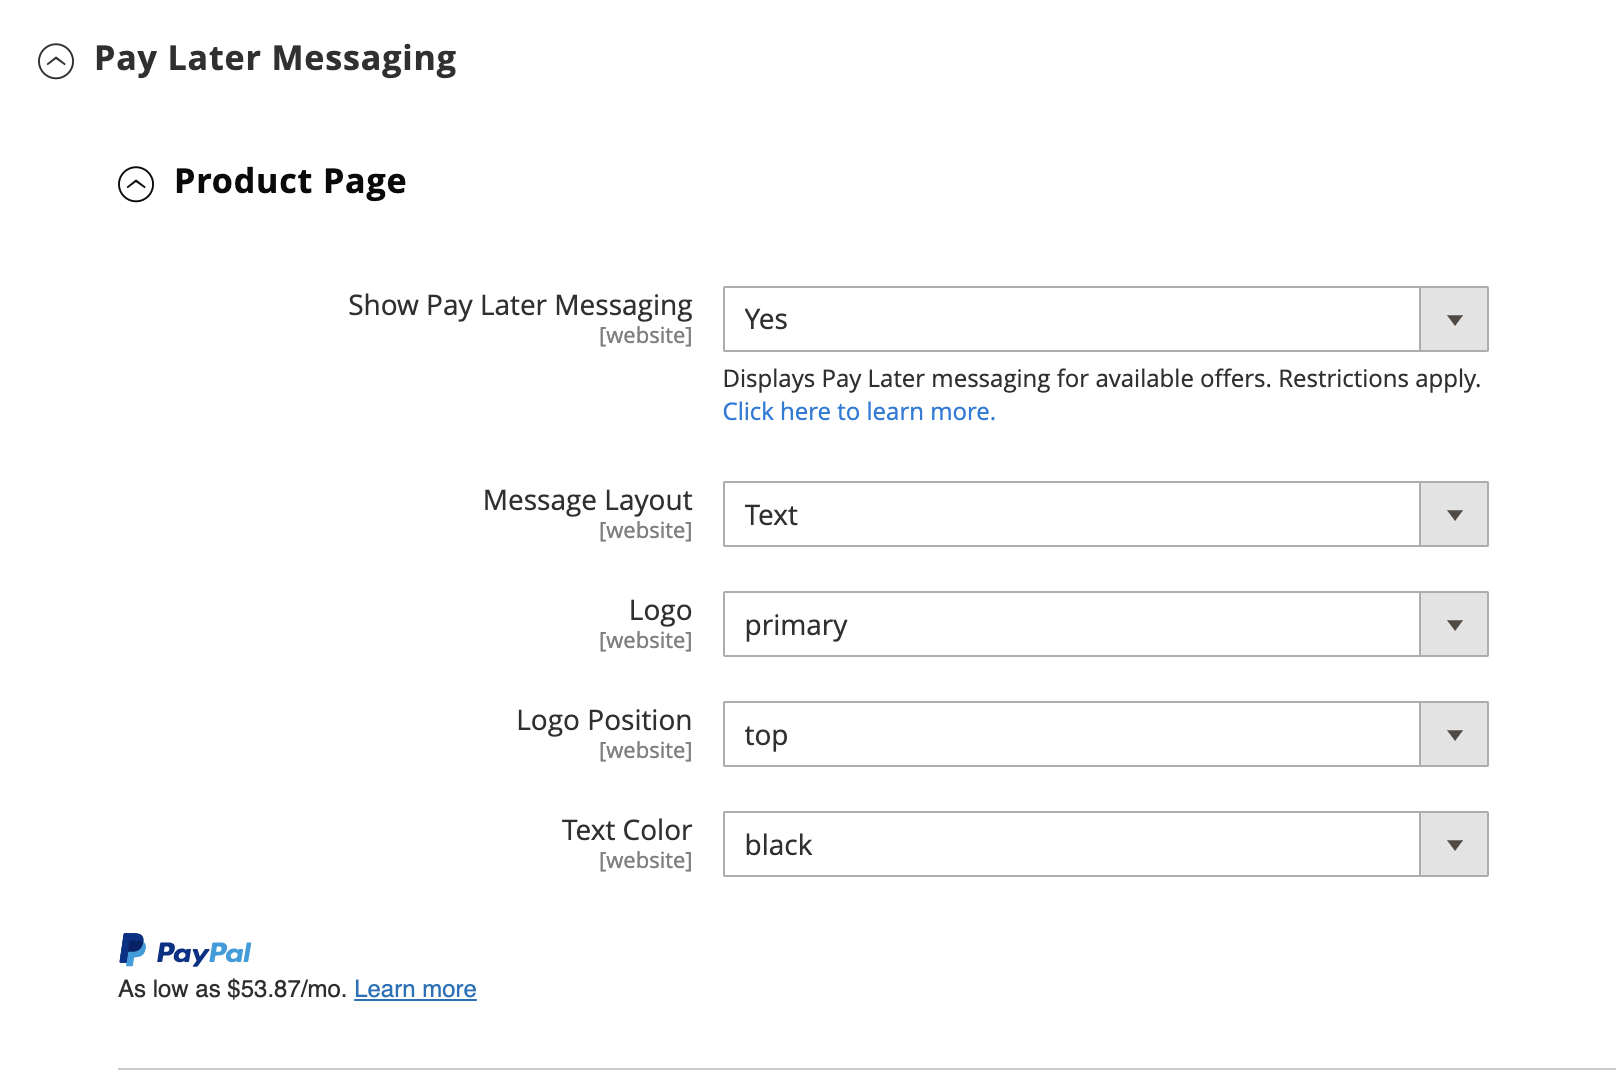 Pay Later Messaging
Product Page
Show Pay Later Messaging
[website]
Yes
Displays Pay Later messaging for available offers. Restrictions apply.
Click here to learn more.
Message Layout
[website]
Text
Logo
[website]
primary
Logo Position
[website]
top
Text Color
[website]
black
PayPal
As low as $53.87/mo. Learn more